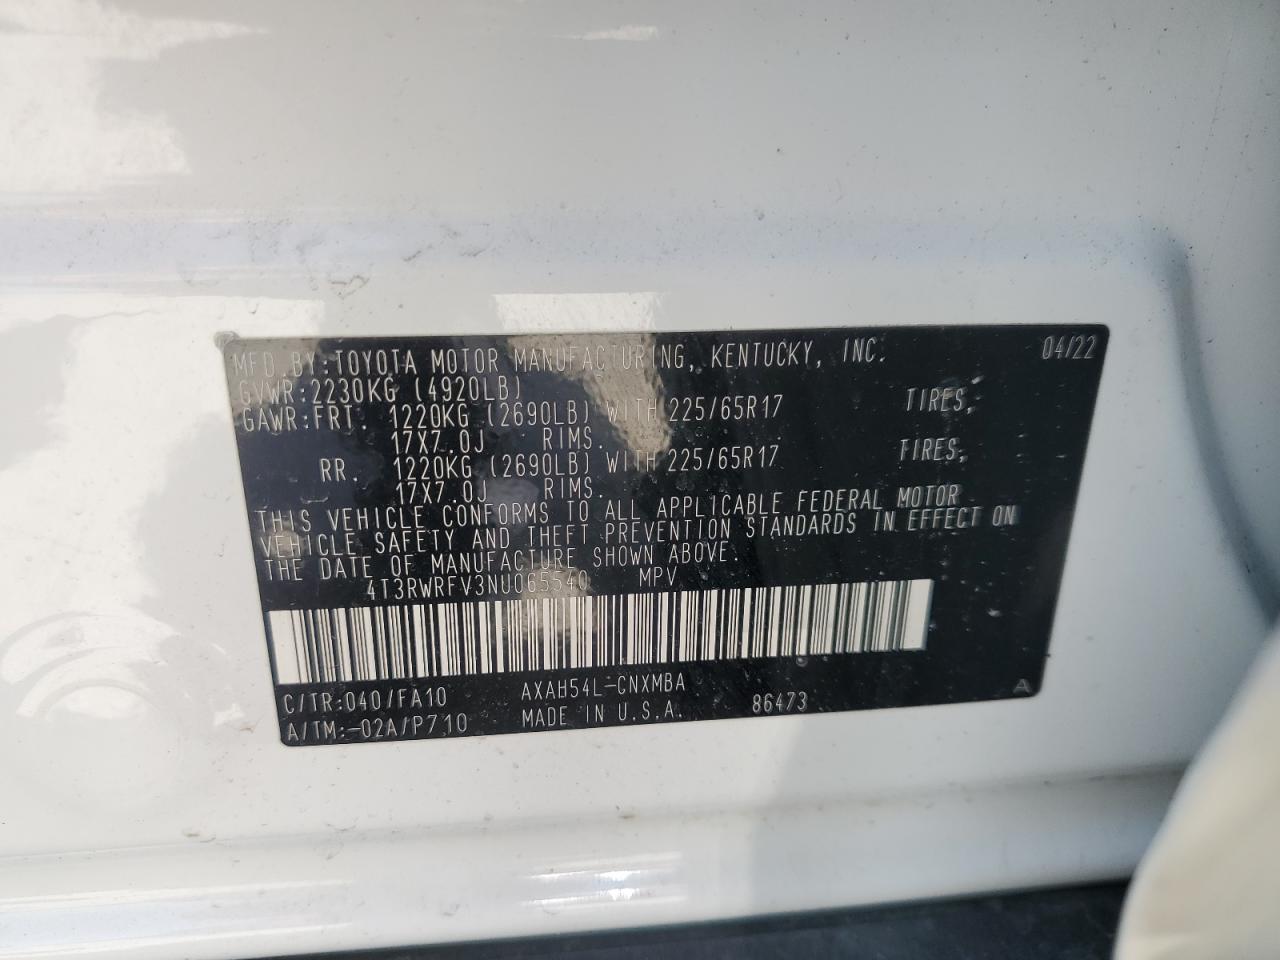 MFD BY: TOYOTA MOTOR MANUFACTURING, KENTUCKY, INC. 04/22
GVWR:2230KG (4920LB)
GAWR:FRT. 1220KG (2690LB) WITH 225/65R17 TIRES,
17X7.0J RIMS.
RR. 1220KG (2690LB) WITH 225/65R17 TIRES,
17X7.0J RIMS.
THIS VEHICLE CONFORMS TO ALL APPLICABLE FEDERAL MOTOR
VEHICLE SAFETY AND THEFT PREVENTION STANDARDS IN EFFECT ON
THE DATE OF MANUFACTURE SHOWN ABOVE.
4T3RWRFV3NU065540 MPV
C/TR:040/FA10 AXAH54L-CNXMBA A
A/TM:-02A/P710 MADE IN U.S.A. 86473